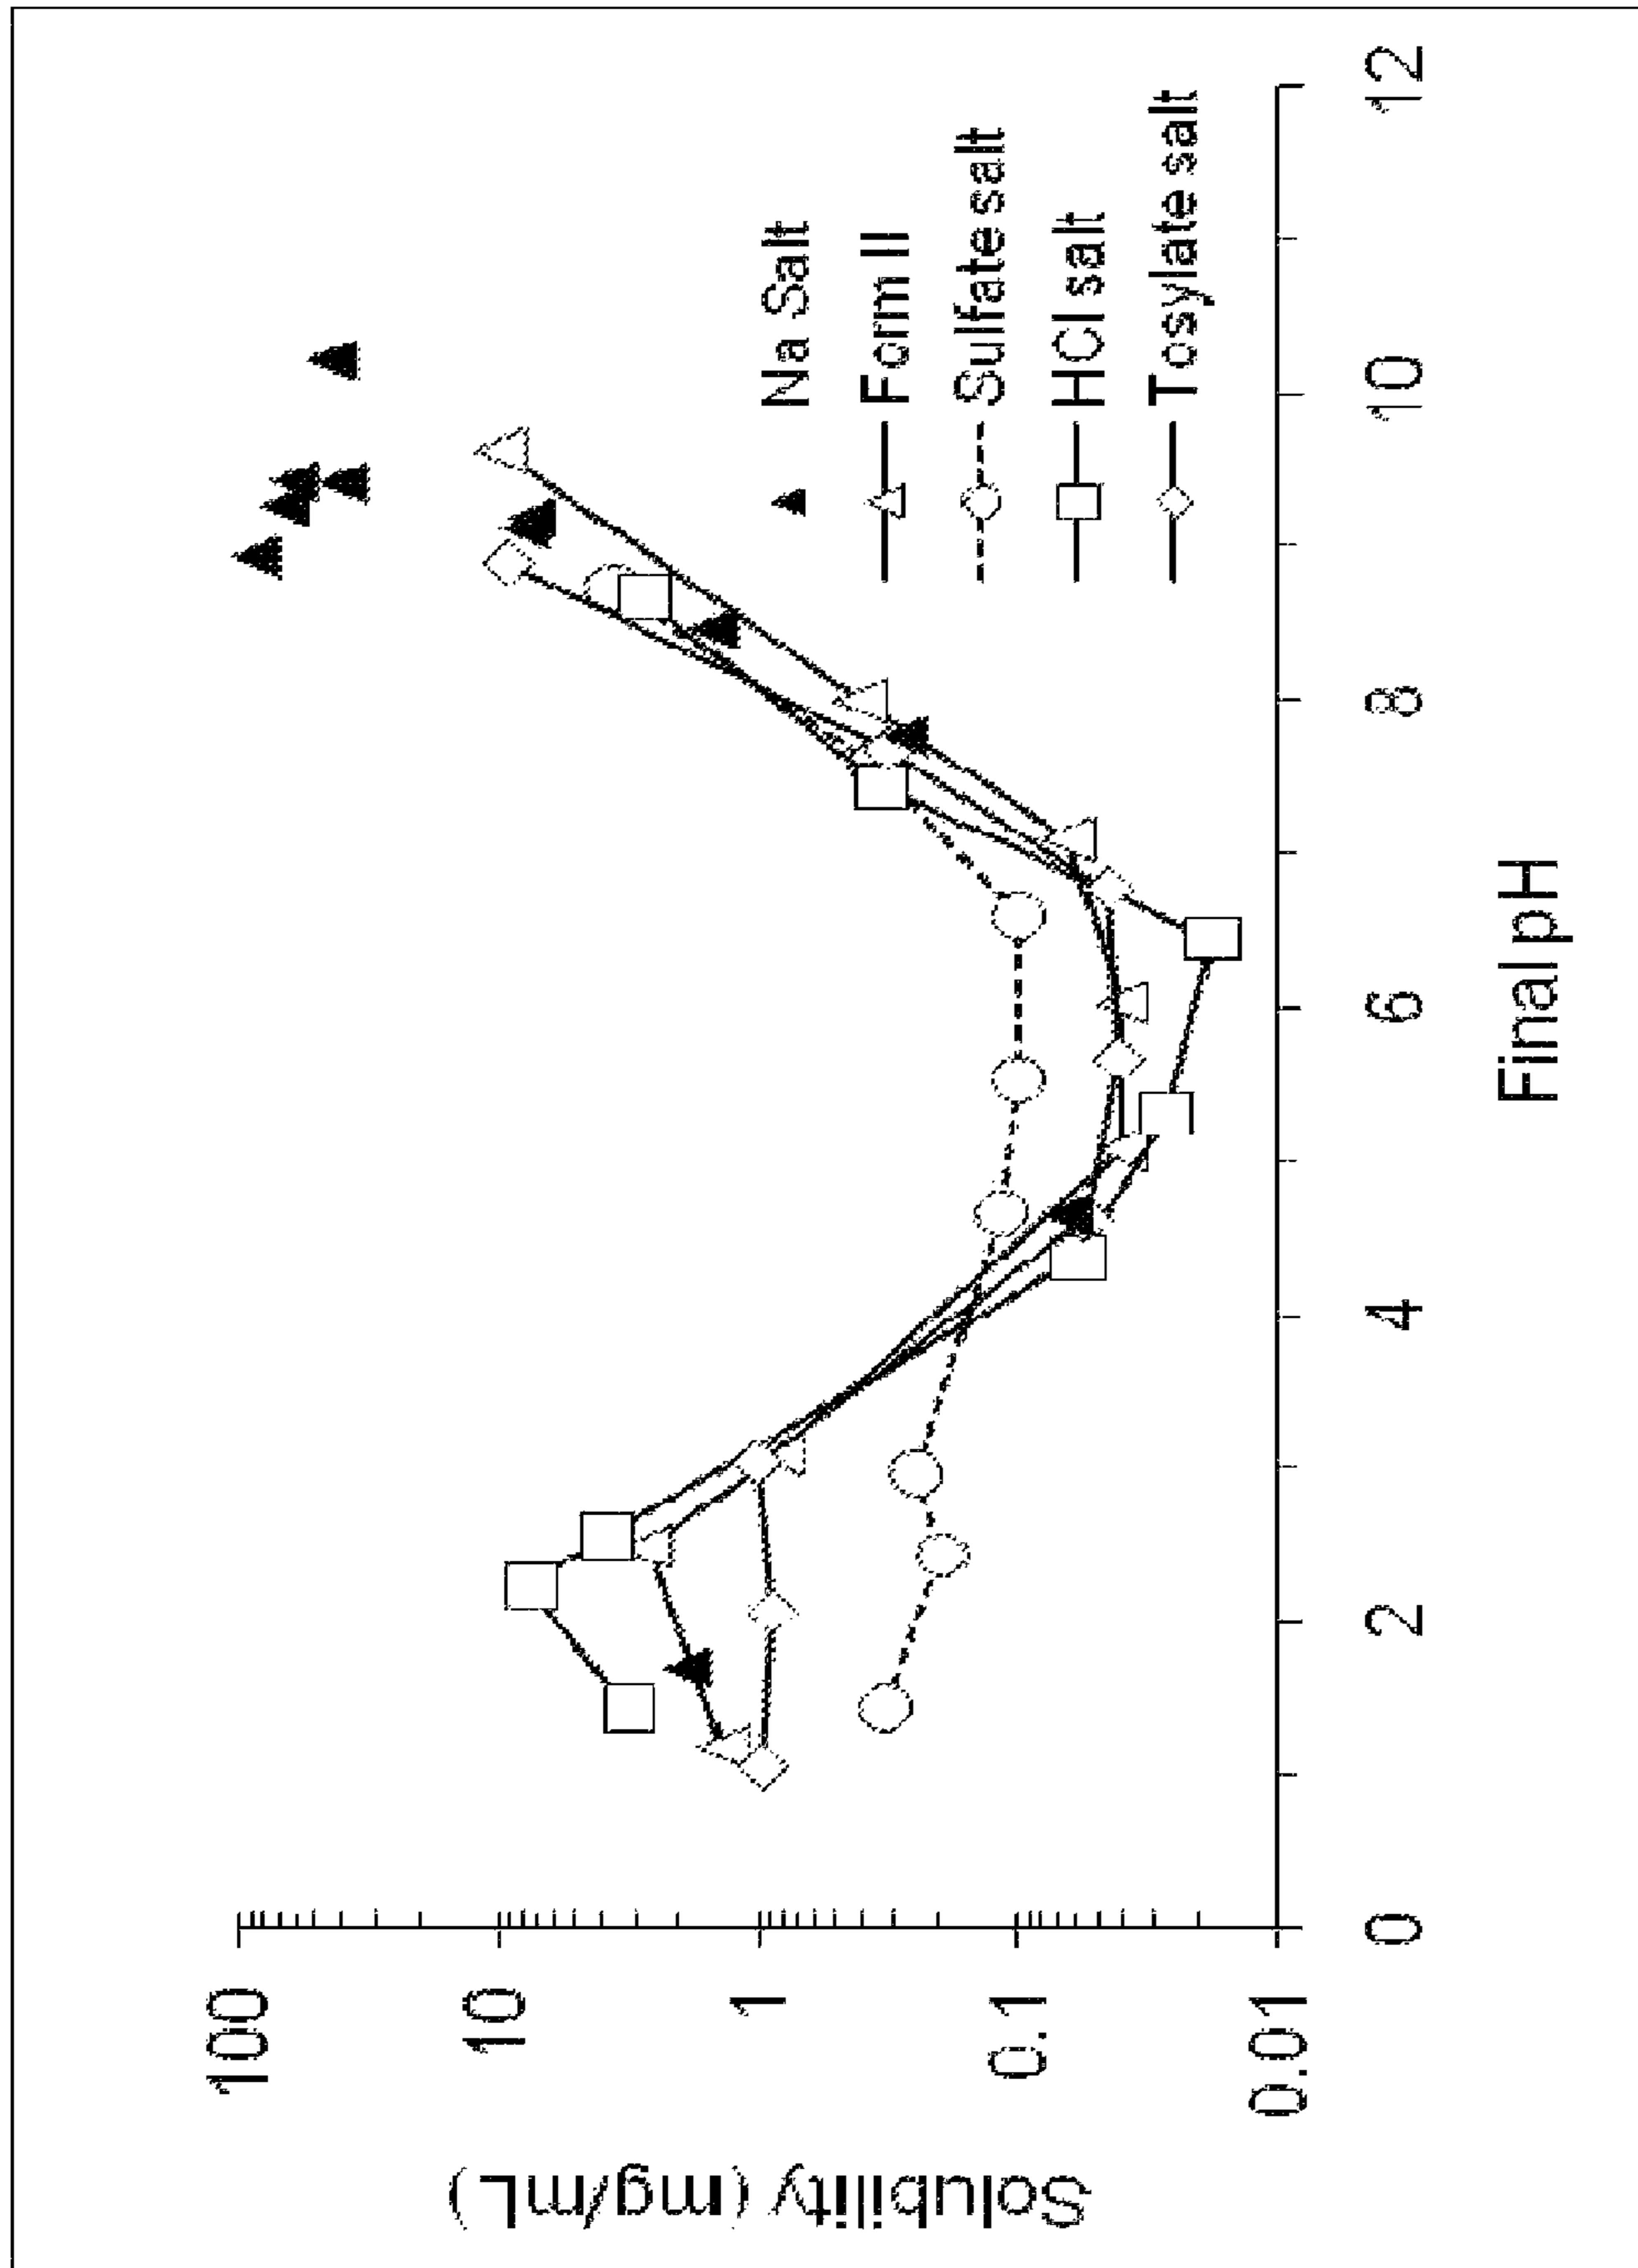 Solubility (mg/mL)
100
10
1
0.1
0.01
0
2
4
6
8
10
12
Final pH
Na Salt
Form II
Sulfate salt
HCl salt
Tosylate salt